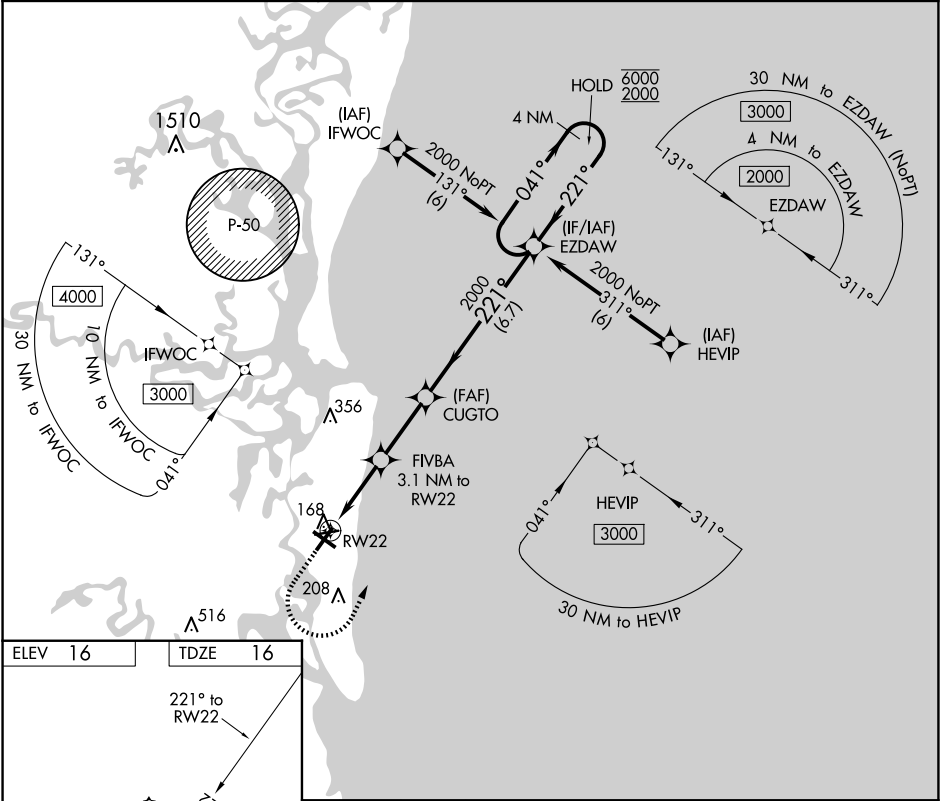 1510
(IAF)
IFWOC
2000 NoPT
131°
(6)
P-50
HOLD 6000
2000
4 NM
041°
221°
(IF/IAF)
EZDAW
30 NM to EZDAW (NoPT)
3000
4 NM to EZDAW
2000
EZDAW
131°
311°
2000 NoPT
311°
(6)
(IAF)
HEVIP
2000
221°
(6.7)
131°
4000
IFWOC
3000
10 NM to IFWOC
30 NM to IFWOC
041°
356
(FAF)
CUGTO
FIVBA
3.1 NM to
RW22
168
RW22
208
516
041°
HEVIP
3000
311°
30 NM to HEVIP
ELEV 16
TDZE 16
221° to
RW22